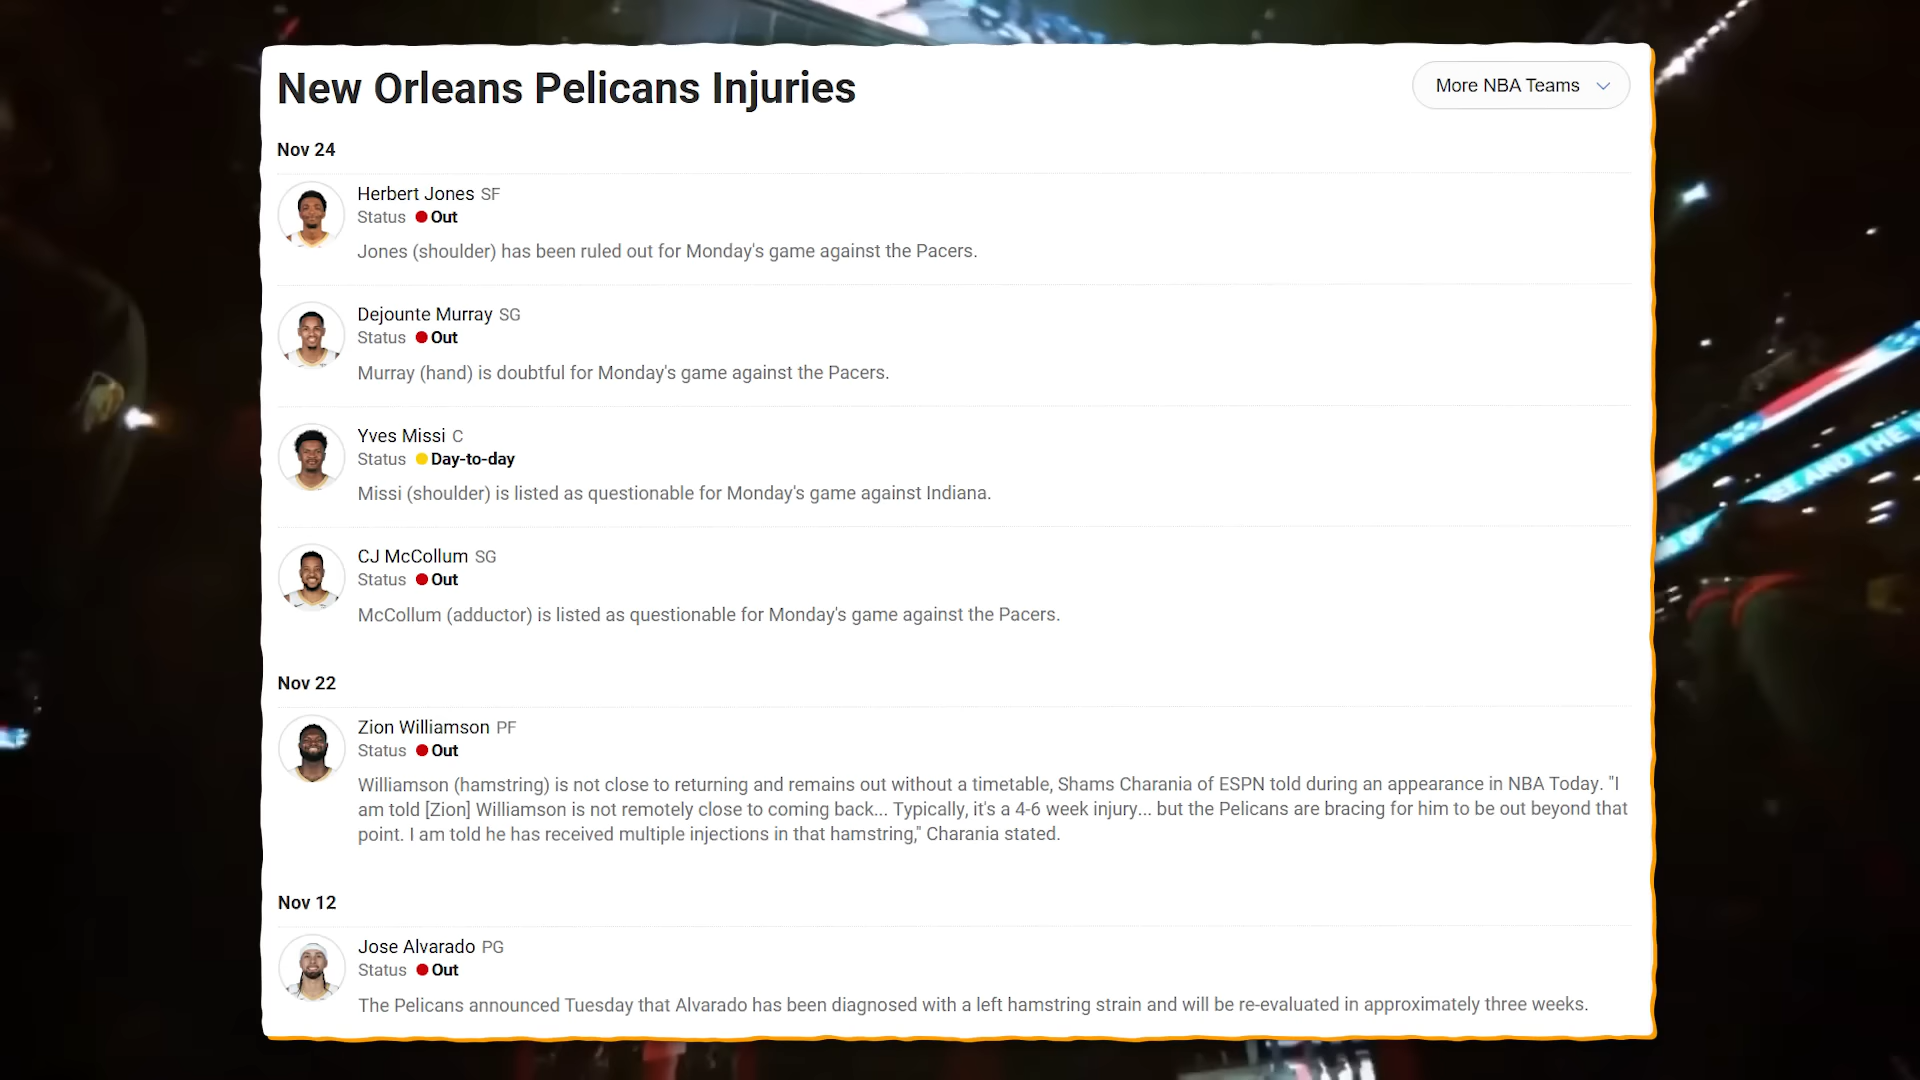 New Orleans Pelicans Injuries
More NBA Teams
Nov 24
Herbert Jones SF
Status Out
Jones (shoulder) has been ruled out for Monday's game against the Pacers.
Dejounte Murray SG
Status Out
Murray (hand) is doubtful for Monday's game against the Pacers.
Yves Missi C
Status Day-to-day
Missi (shoulder) is listed as questionable for Monday's game against Indiana.
CJ McCollum SG
Status Out
McCollum (adductor) is listed as questionable for Monday's game against the Pacers.
Nov 22
Zion Williamson PF
Status Out
Williamson (hamstring) is not close to returning and remains out without a timetable, Shams Charania of ESPN told during an appearance in NBA Today. "I
am told [Zion] Williamson is not remotely close to coming back... Typically, it's a 4-6 week injury... but the Pelicans are bracing for him to be out beyond that
point. I am told he has received multiple injections in that hamstring," Charania stated.
Nov 12
Jose Alvarado PG
Status Out
The Pelicans announced Tuesday that Alvarado has been diagnosed with a left hamstring strain and will be re-evaluated in approximately three weeks.
AND THE